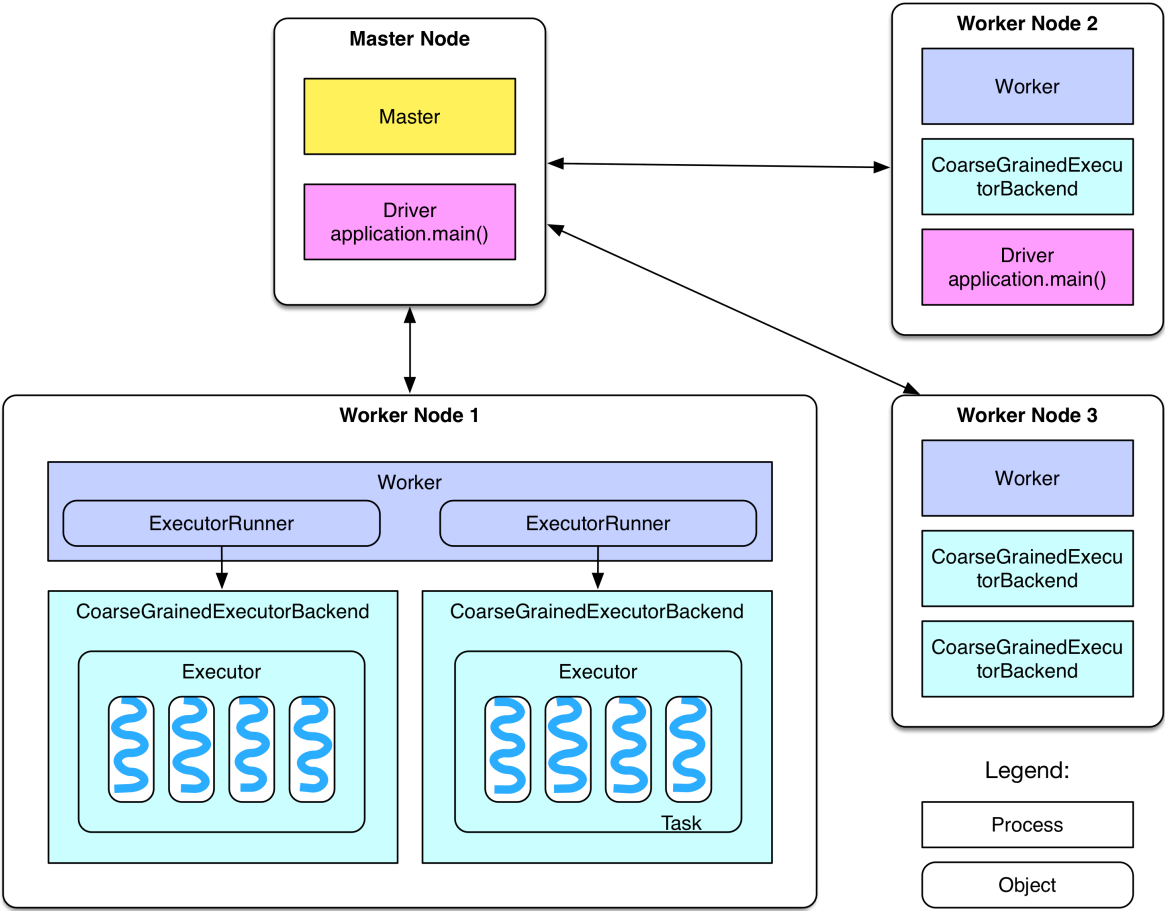 Master Node
Master
Driver
application.main()
Worker Node 2
Worker
CoarseGrainedExecu
torBackend
Driver
application.main()
Worker Node 1
Worker
ExecutorRunner
ExecutorRunner
CoarseGrainedExecutorBackend
Executor
CoarseGrainedExecutorBackend
Executor
Task
Worker Node 3
Worker
CoarseGrainedExecu
torBackend
CoarseGrainedExecu
torBackend
Legend:
Process
Object